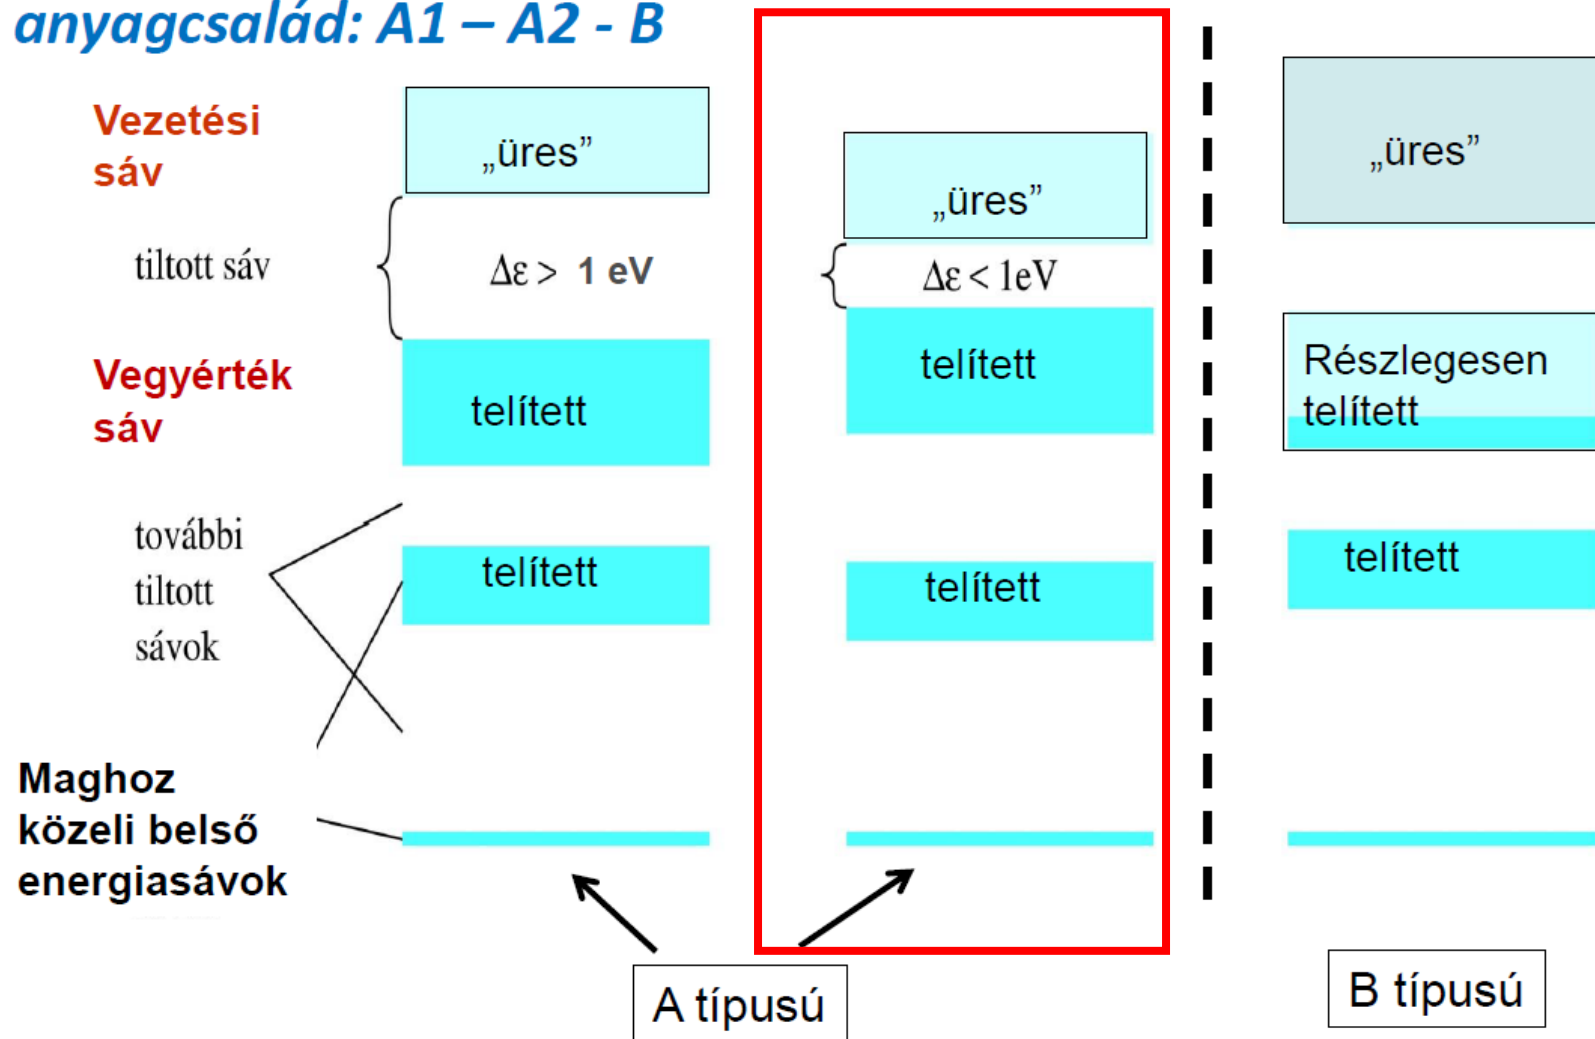 anyagcsalád: A1 – A2 - B
Vezetési
sáv
„üres”
„üres”
„üres”
tiltott sáv
Δε > 1 eV
Δε < 1eV
Vegyérték
sáv
telített
telített
Részlegesen
telített
további
tiltott
sávok
telített
telített
telített
Maghoz
közeli belső
energiasávok
A típusú
B típusú